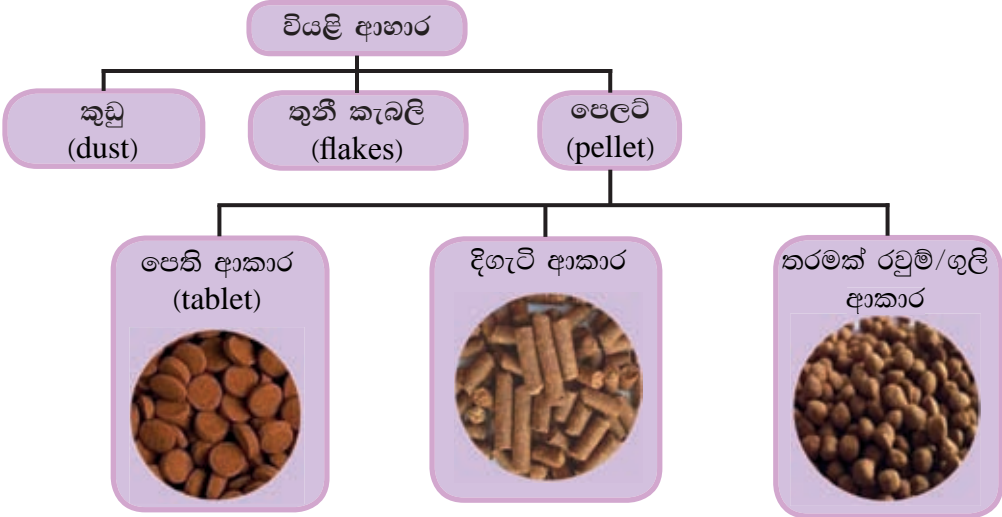 වියළි ආහාර
කුඩු
(dust)
තුනී කැබලි
(flakes)
පෙලට්
(pellet)
පෙති ආකාර
(tablet)
දිගැටි ආකාර
තරමක් රවුම්/ගුලි
ආකාර